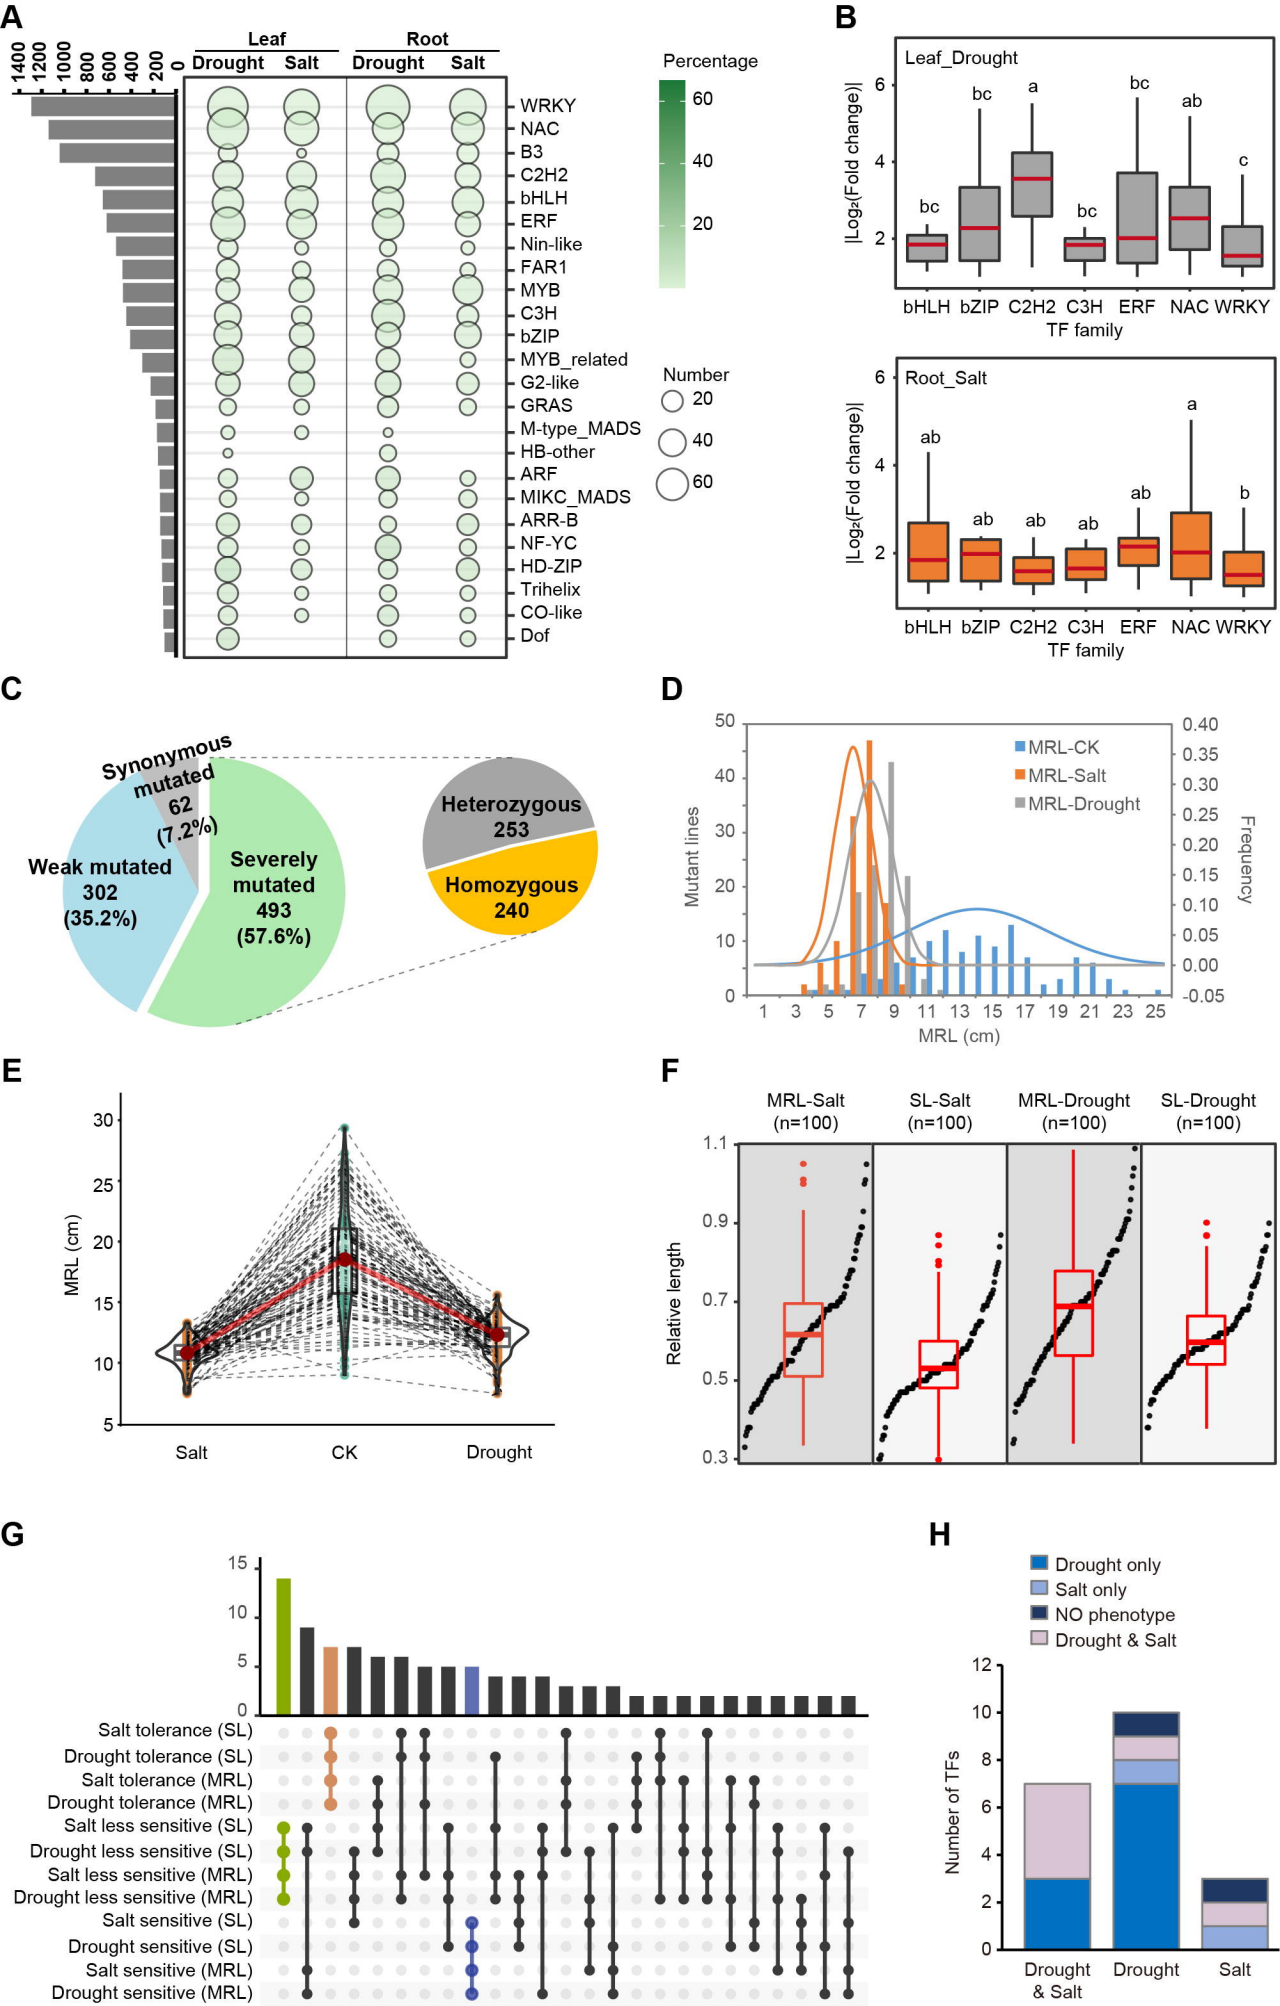 A
Leaf
Root
Drought
Salt
Drought
Salt
1400
1200
1000
800
600
400
200
0
WRKY
NAC
B3
C2H2
bHLH
ERF
Nin-like
FAR1
MYB
C3H
bZIP
MYB_related
G2-like
GRAS
M-type_MADS
HB-other
ARF
MIKC_MADS
ARR-B
NF-YC
HD-ZIP
Trihelix
CO-like
Dof
Percentage
60
40
20
Number
20
40
60
B
Leaf_Drought
|Log₂(Fold change)|
6
4
2
bc
bc
a
bc
bc
ab
c
bHLH bZIP C2H2 C3H ERF NAC WRKY
TF family
Root_Salt
|Log₂(Fold change)|
6
4
2
ab
ab
ab
ab
ab
a
b
bHLH bZIP C2H2 C3H ERF NAC WRKY
TF family
C
Synonymous
mutated
62
(7.2%)
Weak mutated
302
(35.2%)
Severely
mutated
493
(57.6%)
Heterozygous
253
Homozygous
240
D
Mutant lines
50
40
30
20
10
0
MRL-CK
MRL-Salt
MRL-Drought
0.40
0.35
0.30
0.25
0.20
0.15
0.10
0.05
0.00
-0.05
Frequency
1 3 5 7 9 11 13 15 17 19 21 23 25
MRL (cm)
E
MRL (cm)
30
25
20
15
10
5
Salt
CK
Drought
F
MRL-Salt
(n=100)
SL-Salt
(n=100)
MRL-Drought
(n=100)
SL-Drought
(n=100)
Relative length
1.1
0.9
0.7
0.5
0.3
G
15
10
5
0
Salt tolerance (SL)
Drought tolerance (SL)
Salt tolerance (MRL)
Drought tolerance (MRL)
Salt less sensitive (SL)
Drought less sensitive (SL)
Salt less sensitive (MRL)
Drought less sensitive (MRL)
Salt sensitive (SL)
Drought sensitive (SL)
Salt sensitive (MRL)
Drought sensitive (MRL)
H
Drought only
Salt only
NO phenotype
Drought & Salt
Number of TFs
12
10
8
6
4
2
0
Drought
& Salt
Drought
Salt